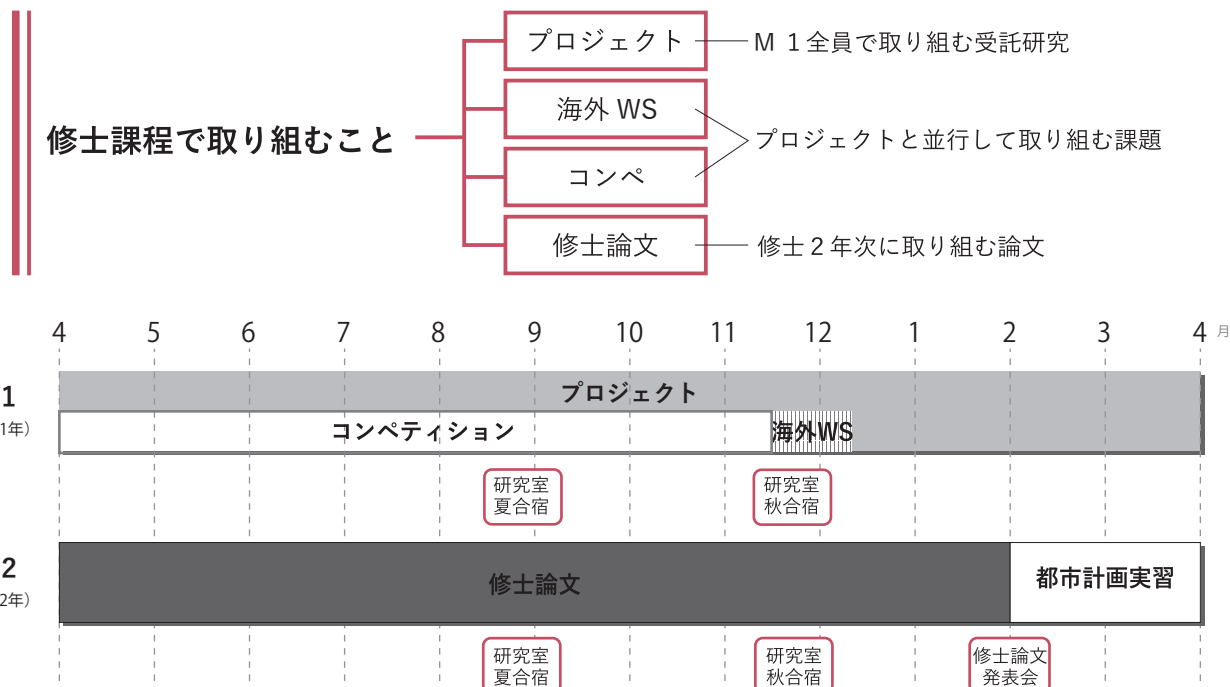 修士課程で取り組むこと
プロジェクト
M 1 全員で取り組む受託研究
海外 WS
コンペ
プロジェクトと並行して取り組む課題
修士論文
修士 2 年次に取り組む論文
4 5 6 7 8 9 10 11 12 1 2 3 4 月
1
1年）
プロジェクト
コンペティション
海外WS
研究室
夏合宿
研究室
秋合宿
2
2年）
修士論文
都市計画実習
研究室
夏合宿
研究室
秋合宿
修士論文
発表会